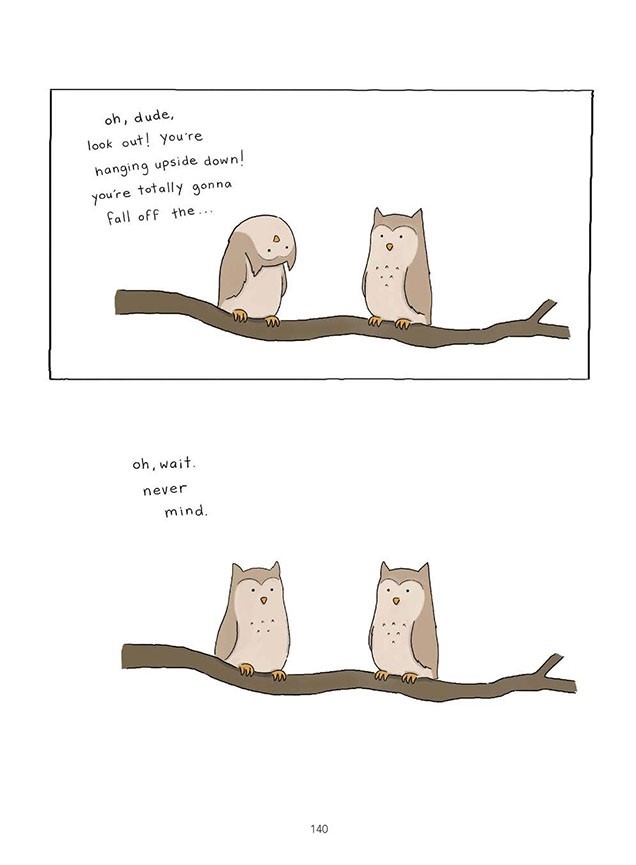 oh, dude,
look out! you're
hanging upside down!
you're totally gonna
fall off the...
oh, wait.
never
mind.
140